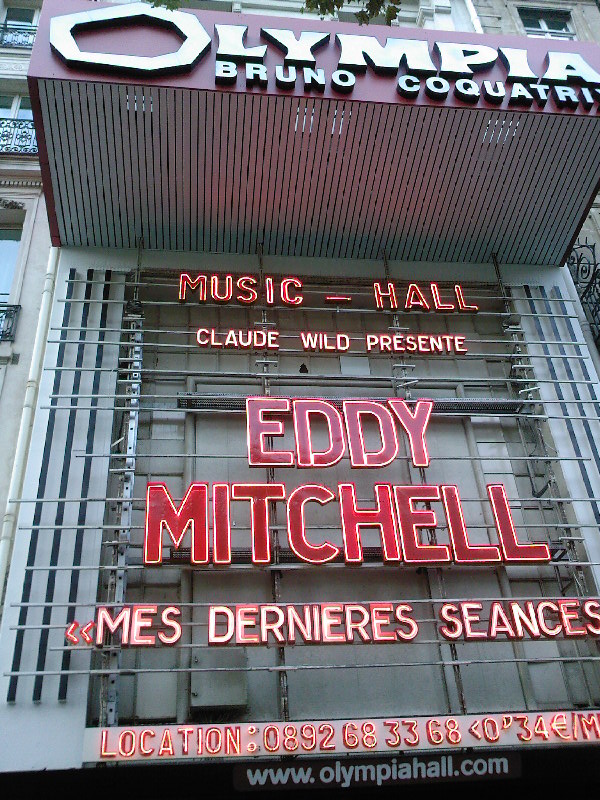 OLYMPIA
BRUNO COQUATRI
MUSIC - HALL
CLAUDE WILD PRESENTE
EDDY
MITCHELL
«MES DERNIERES SEANCES
LOCATION : 0892 68 33 68 <0"34€/M
www.olympiahall.com